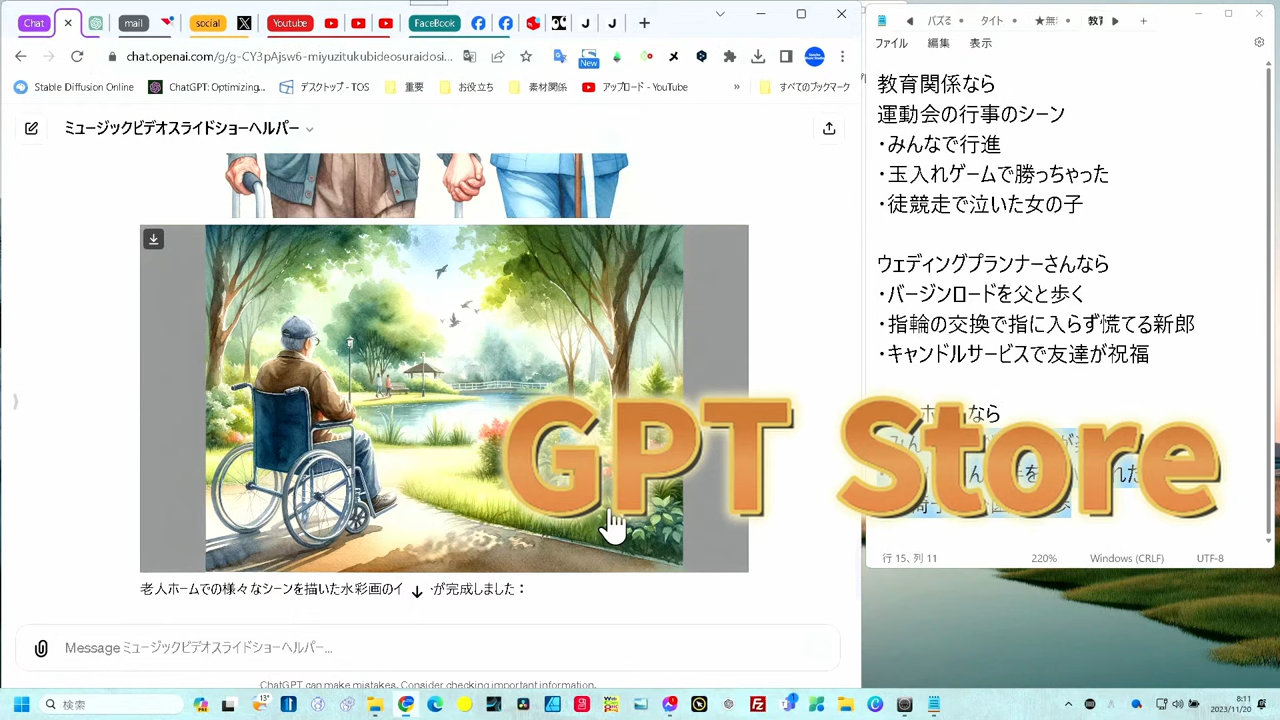 Chat
mail
social
Youtube
FaceBook
chat.openai.com/g/g-CY3pAjsw6-miyuzitukubideosuraidosi...
New
Stable Diffusion Online
ChatGPT: Optimizing...
デスクトップ - TOS
重要
お役立ち
素材関係
アップロード - YouTube
»
すべてのブックマーク
ミュージックビデオスライドショーヘルパー
老人ホームでの様々なシーンを描いた水彩画のイ
が完成しました：
Message ミュージックビデオスライドショーヘルパー...
ChatGPT can make mistakes. Consider checking important information.
バズる
タイト
ファイル
編集
表示
教育関係なら
運動会の行事のシーン
・みんなで行進
・玉入れゲームで勝っちゃった
・徒競走で泣いた女の子
ウェディングプランナーさんなら
・バージンロードを父と歩く
・指輪の交換で指に入らず慌てる新郎
・キャンドルサービスで友達が祝福
なら
GPT Store
行 15、列 11
220%
Windows (CRLF)
UTF-8
検索
13°
8:11
2023/11/20